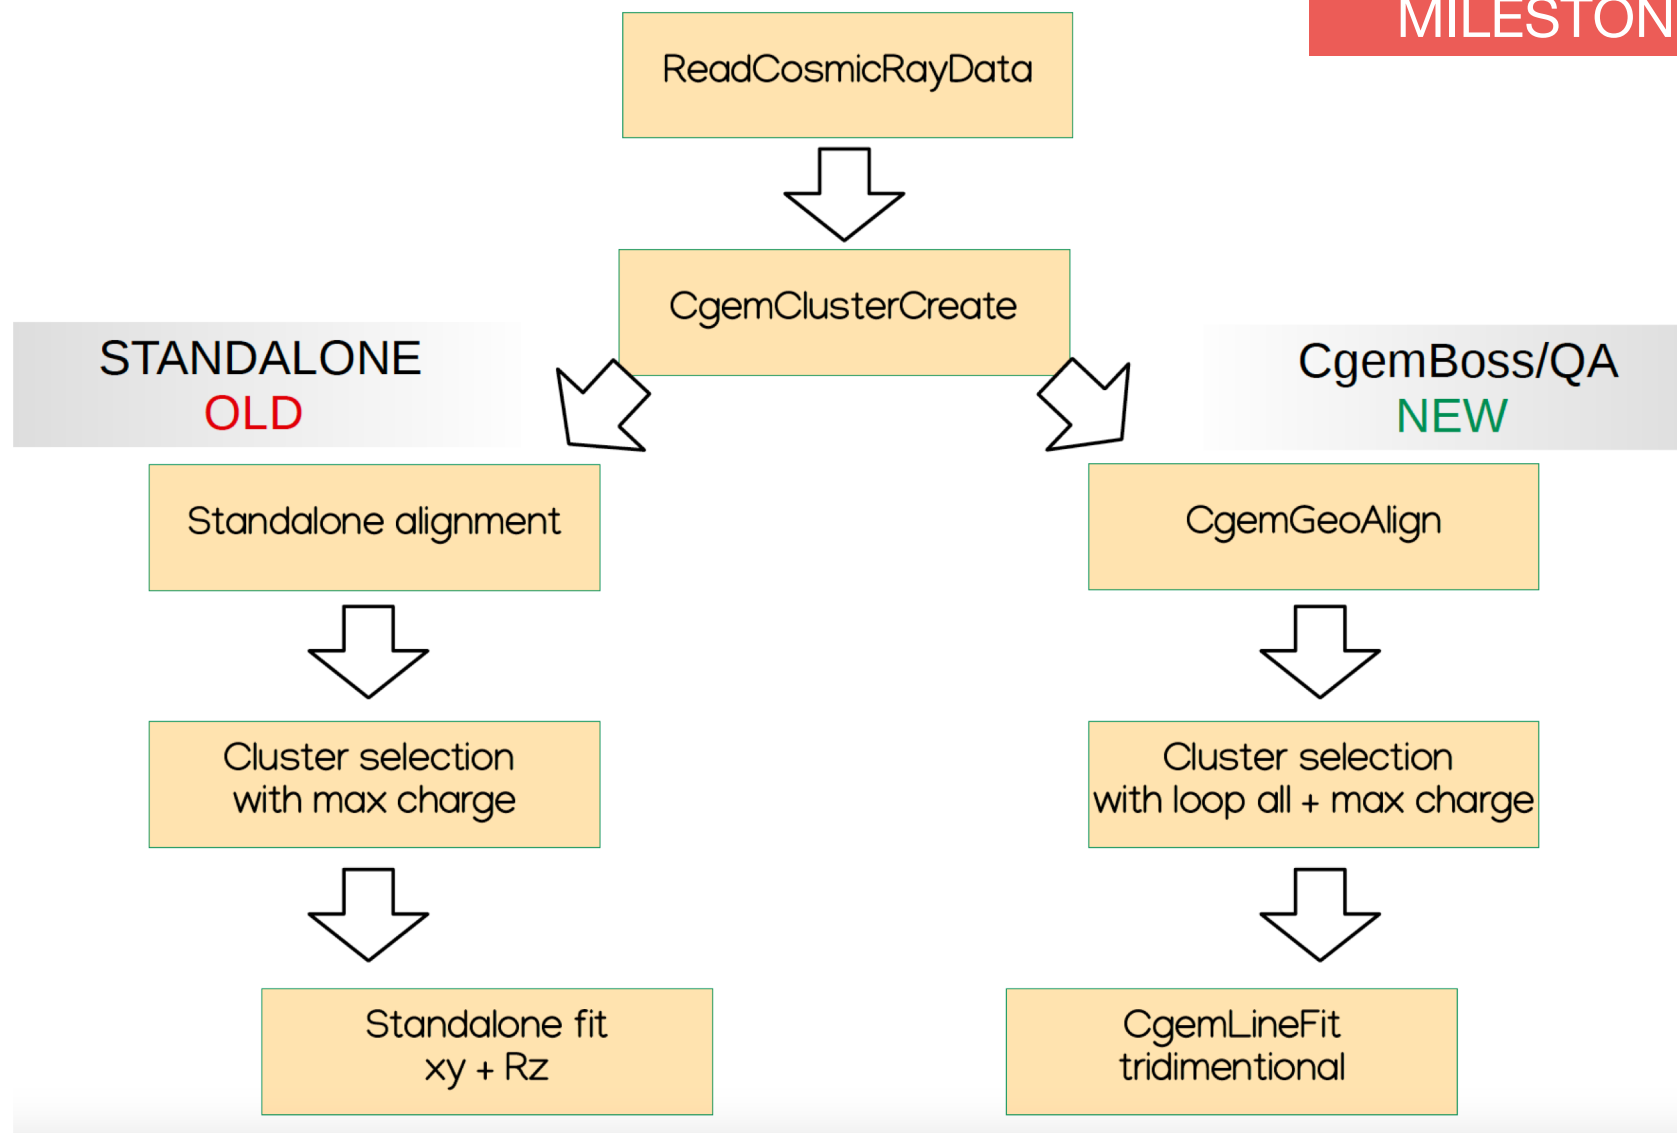 MILESTON
ReadCosmicRayData
CgemClusterCreate
STANDALONE
OLD
CgemBoss/QA
NEW
Standalone alignment
CgemGeoAlign
Cluster selection
with max charge
Cluster selection
with loop all + max charge
Standalone fit
xy + Rz
CgemLineFit
tridimentional